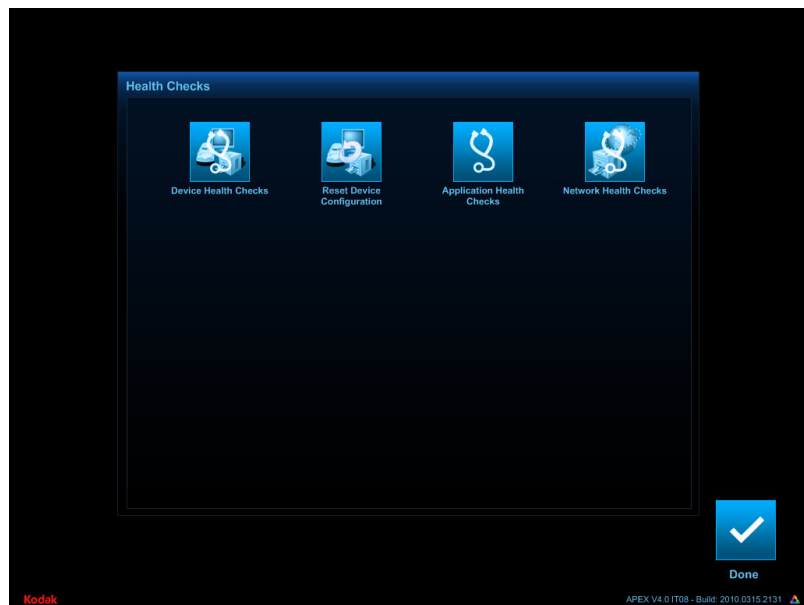 Health Checks
Device Health Checks
Reset Device
Configuration
Application Health
Checks
Network Health Checks
Done
Kodak
APEX V4.0 IT08 - Build: 2010.0315.2131